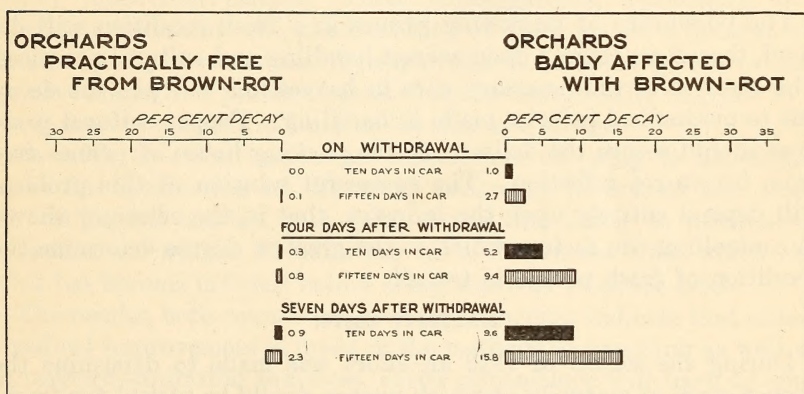 ORCHARDS
PRACTICALLY FREE
FROM BROWN-ROT
ORCHARDS
BADLY AFFECTED
WITH BROWN-ROT
PER CENT DECAY
30 25 20 15 10 5 0
PER CENT DECAY
0 5 10 15 20 25 30 35
ON WITHDRAWAL
0.0 TEN DAYS IN CAR 1.0
0.1 FIFTEEN DAYS IN CAR 2.7
FOUR DAYS AFTER WITHDRAWAL
0.3 TEN DAYS IN CAR 5.2
0.8 FIFTEEN DAYS IN CAR 9.4
SEVEN DAYS AFTER WITHDRAWAL
0.9 TEN DAYS IN CAR 9.6
2.3 FIFTEEN DAYS IN CAR 15.8